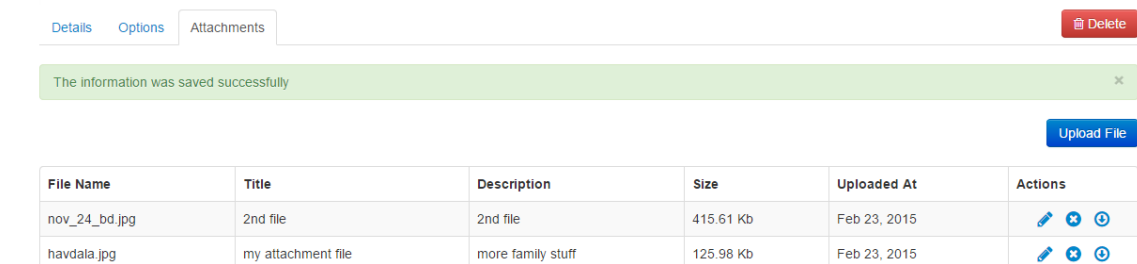 Details Options Attachments Delete
The information was saved successfully ×
Upload File
File Name Title Description Size Uploaded At Actions
nov_24_bd.jpg 2nd file 2nd file 415.61 Kb Feb 23, 2015
havdala.jpg my attachment file more family stuff 125.98 Kb Feb 23, 2015